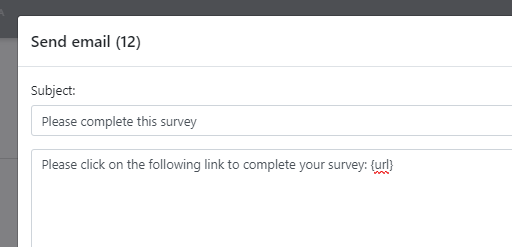 Send email (12)
Subject:
Please complete this survey
Please click on the following link to complete your survey: {url}